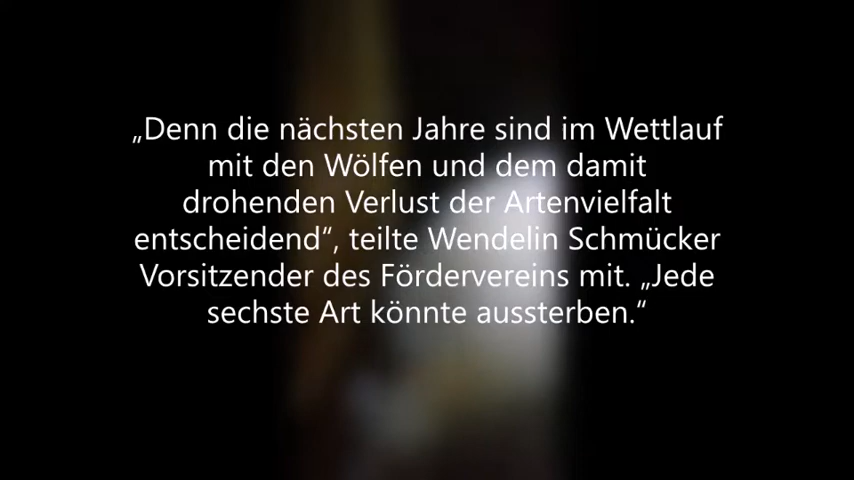 „Denn die nächsten Jahre sind im Wettlauf
mit den Wölfen und dem damit
drohenden Verlust der Artenvielfalt
entscheidend“, teilte Wendelin Schmücker
Vorsitzender des Fördervereins mit. „Jede
sechste Art könnte aussterben.“